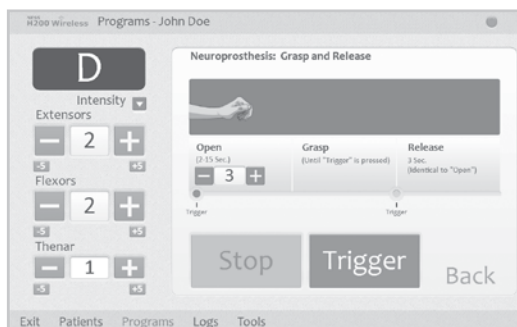 H200 Wireless Programs - John Doe
D
Intensity
Extensors
2
-5 +5
Flexors
2
-5 +5
Thenar
1
-5 +5
Neuroprosthesis: Grasp and Release
Open Grasp Release
(2-15 Sec.) (Until "Trigger" is pressed) 3 Sec.
(Identical to "Open")
3
Trigger Trigger
Stop Trigger Back
Exit Patients Programs Logs Tools